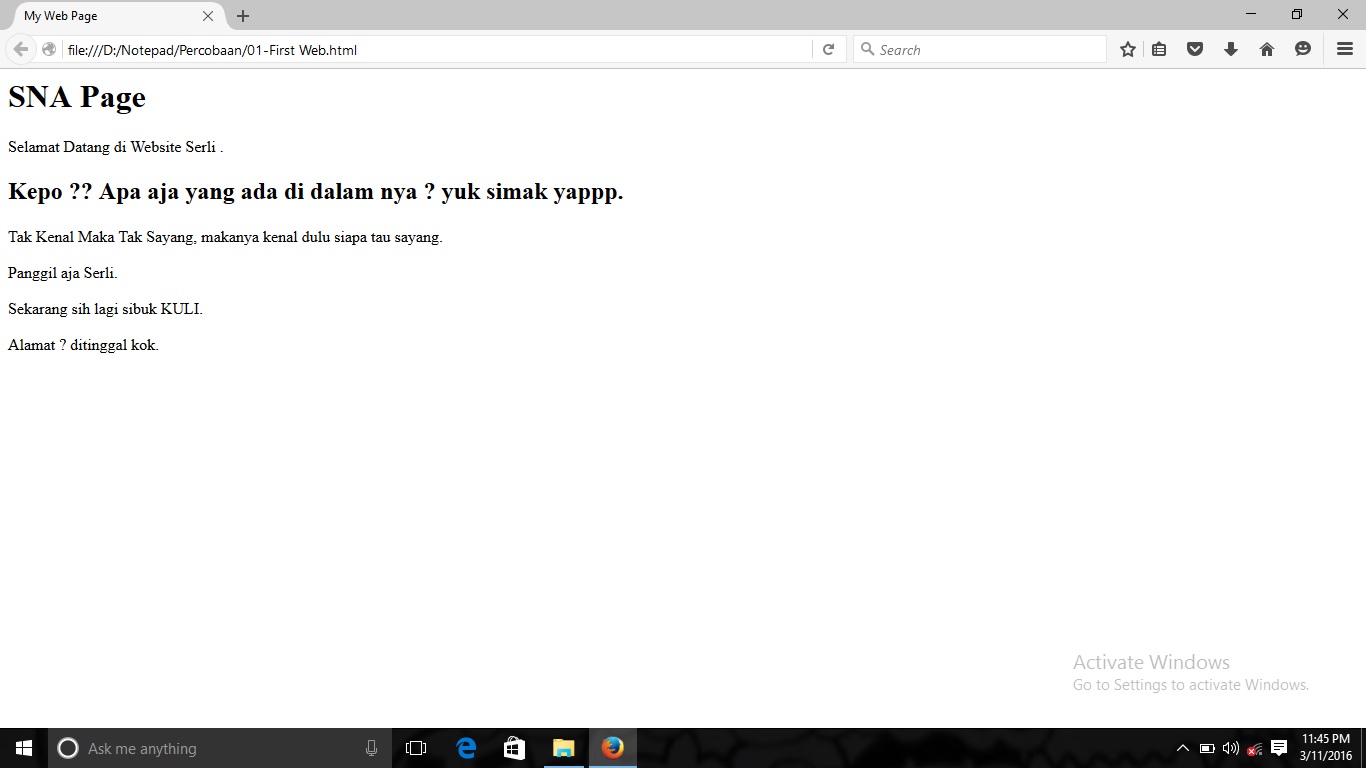 My Web Page
file:///D:/Notepad/Percobaan/01-First Web.html
Search
SNA Page
Selamat Datang di Website Serli .
Kepo ?? Apa aja yang ada di dalam nya ? yuk simak yappp.
Tak Kenal Maka Tak Sayang, makanya kenal dulu siapa tau sayang.
Panggil aja Serli.
Sekarang sih lagi sibuk KULI.
Alamat ? ditinggal kok.
Activate Windows
Go to Settings to activate Windows.
Ask me anything
11:45 PM
3/11/2016